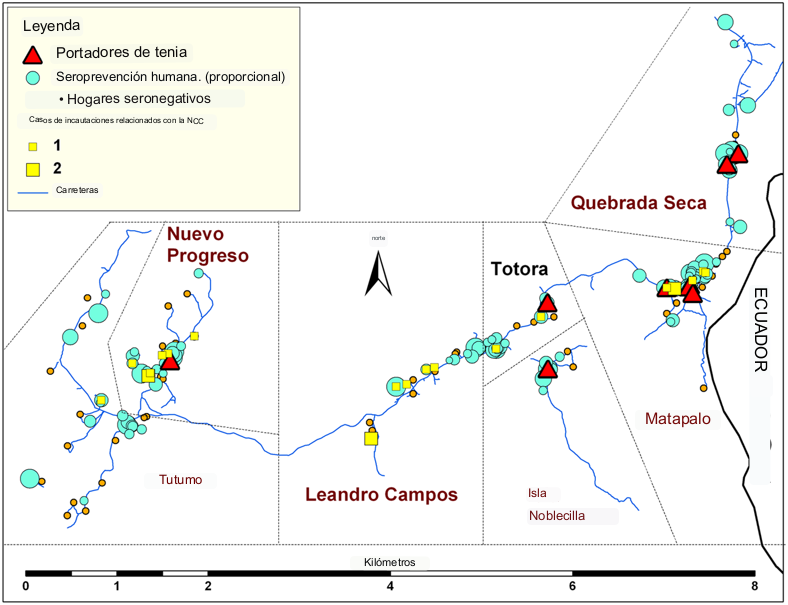 Leyenda
Portadores de tenia
Seroprevención humana. (proporcional)
• Hogares seronegativos
Casos de incautaciones relacionados con la NCC
1
2
Carreteras
Nuevo
Progreso
norte
Totora
Quebrada Seca
ECUADOR
Matapalo
Tutumo
Leandro Campos
Isla
Noblecilla
Kilómetros
0 1 2 4 6 8